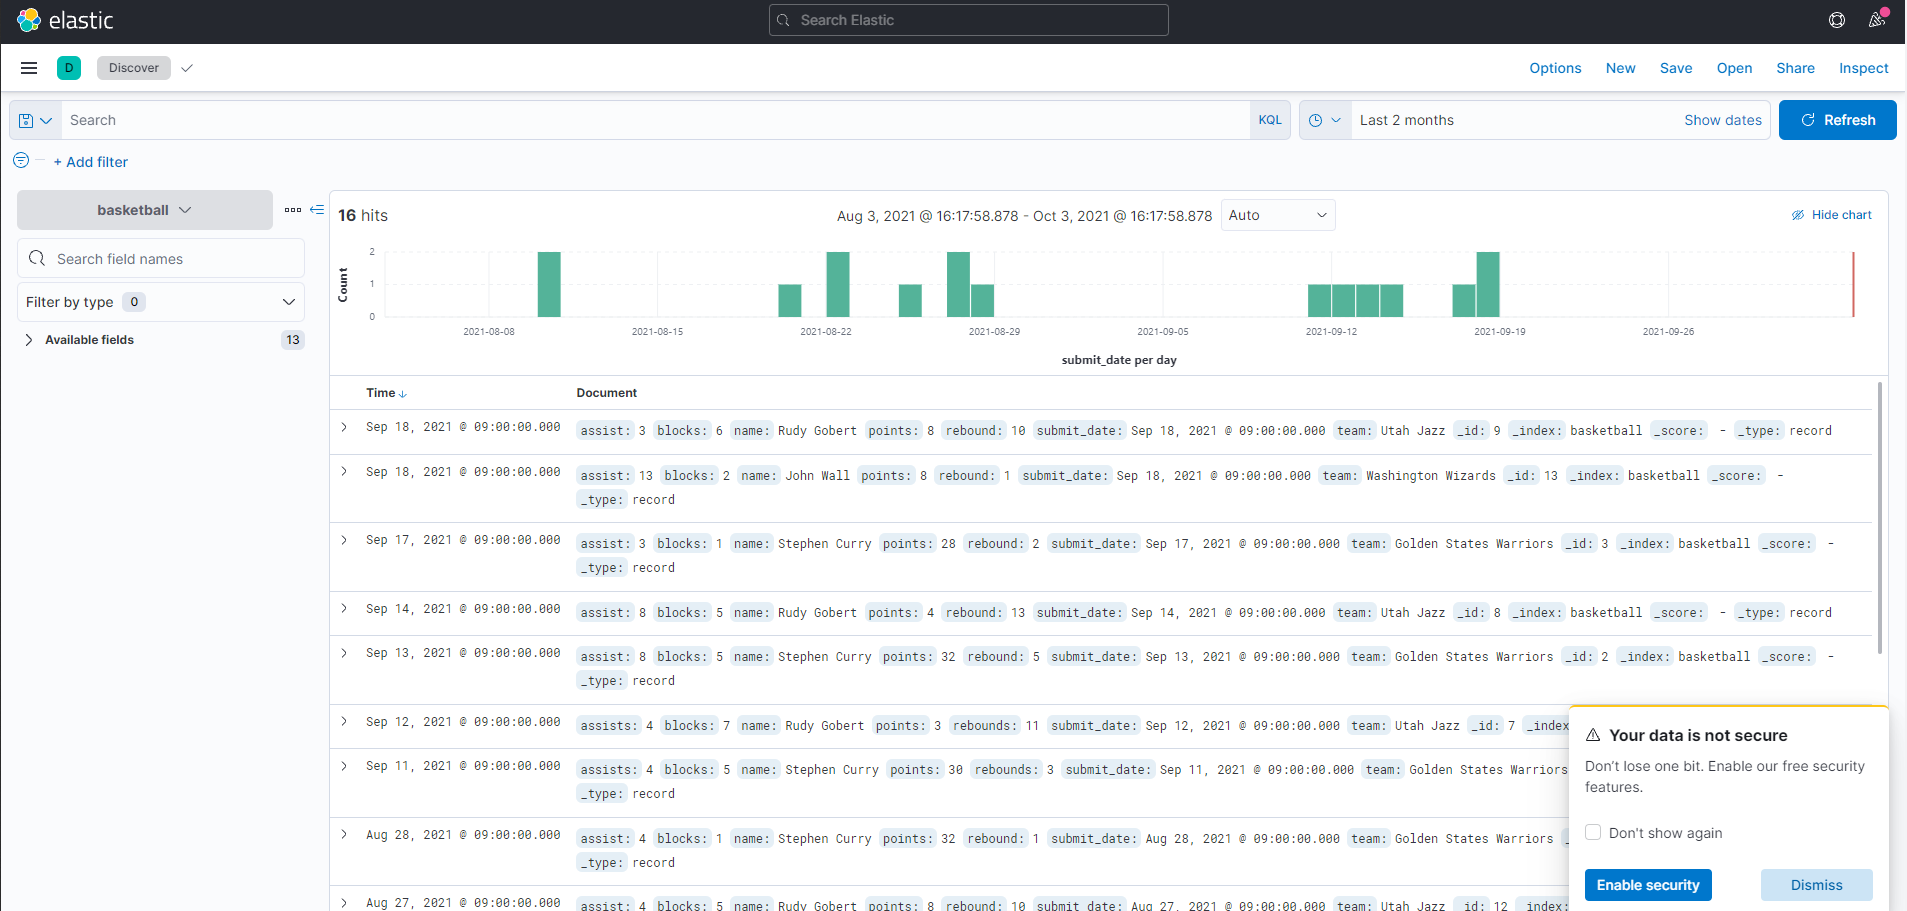 elastic
Search Elastic
D
Discover
Options New Save Open Share Inspect
Search
KQL
Last 2 months
Show dates
Refresh
+ Add filter
basketball
Search field names
Filter by type 0
Available fields 13
16 hits
Aug 3, 2021 @ 16:17:58.878 - Oct 3, 2021 @ 16:17:58.878
Auto
Hide chart
Count
2
1
0
2021-08-08 2021-08-15 2021-08-22 2021-08-29 2021-09-05 2021-09-12 2021-09-19 2021-09-26
submit_date per day
Time Document
Sep 18, 2021 @ 09:00:00.000 assist: 3 blocks: 6 name: Rudy Gobert points: 8 rebound: 10 submit_date: Sep 18, 2021 @ 09:00:00.000 team: Utah Jazz _id: 9 _index: basketball _score: - _type: record
Sep 18, 2021 @ 09:00:00.000 assist: 13 blocks: 2 name: John Wall points: 8 rebound: 1 submit_date: Sep 18, 2021 @ 09:00:00.000 team: Washington Wizards _id: 13 _index: basketball _score: -
_type: record
Sep 17, 2021 @ 09:00:00.000 assist: 3 blocks: 1 name: Stephen Curry points: 28 rebound: 2 submit_date: Sep 17, 2021 @ 09:00:00.000 team: Golden States Warriors _id: 3 _index: basketball _score: -
_type: record
Sep 14, 2021 @ 09:00:00.000 assist: 8 blocks: 5 name: Rudy Gobert points: 4 rebound: 13 submit_date: Sep 14, 2021 @ 09:00:00.000 team: Utah Jazz _id: 8 _index: basketball _score: - _type: record
Sep 13, 2021 @ 09:00:00.000 assist: 8 blocks: 5 name: Stephen Curry points: 32 rebound: 5 submit_date: Sep 13, 2021 @ 09:00:00.000 team: Golden States Warriors _id: 2 _index: basketball _score: -
_type: record
Sep 12, 2021 @ 09:00:00.000 assists: 4 blocks: 7 name: Rudy Gobert points: 3 rebounds: 11 submit_date: Sep 12, 2021 @ 09:00:00.000 team: Utah Jazz _id: 7 _index
Sep 11, 2021 @ 09:00:00.000 assists: 4 blocks: 5 name: Stephen Curry points: 30 rebounds: 3 submit_date: Sep 11, 2021 @ 09:00:00.000 team: Golden States Warriors
_type: record
Aug 28, 2021 @ 09:00:00.000 assist: 4 blocks: 1 name: Stephen Curry points: 32 rebound: 1 submit_date: Aug 28, 2021 @ 09:00:00.000 team: Golden States Warriors
_type: record
Aug 27, 2021 @ 09:00:00.000 assist: 4 blocks: 5 name: Rudy Gobert points: 8 rebound: 10 submit_date: Aug 27, 2021 @ 09:00:00.000 team: Utah Jazz _id: 12 _index:
Your data is not secure
Don't lose one bit. Enable our free security
features.
Don't show again
Enable security
Dismiss